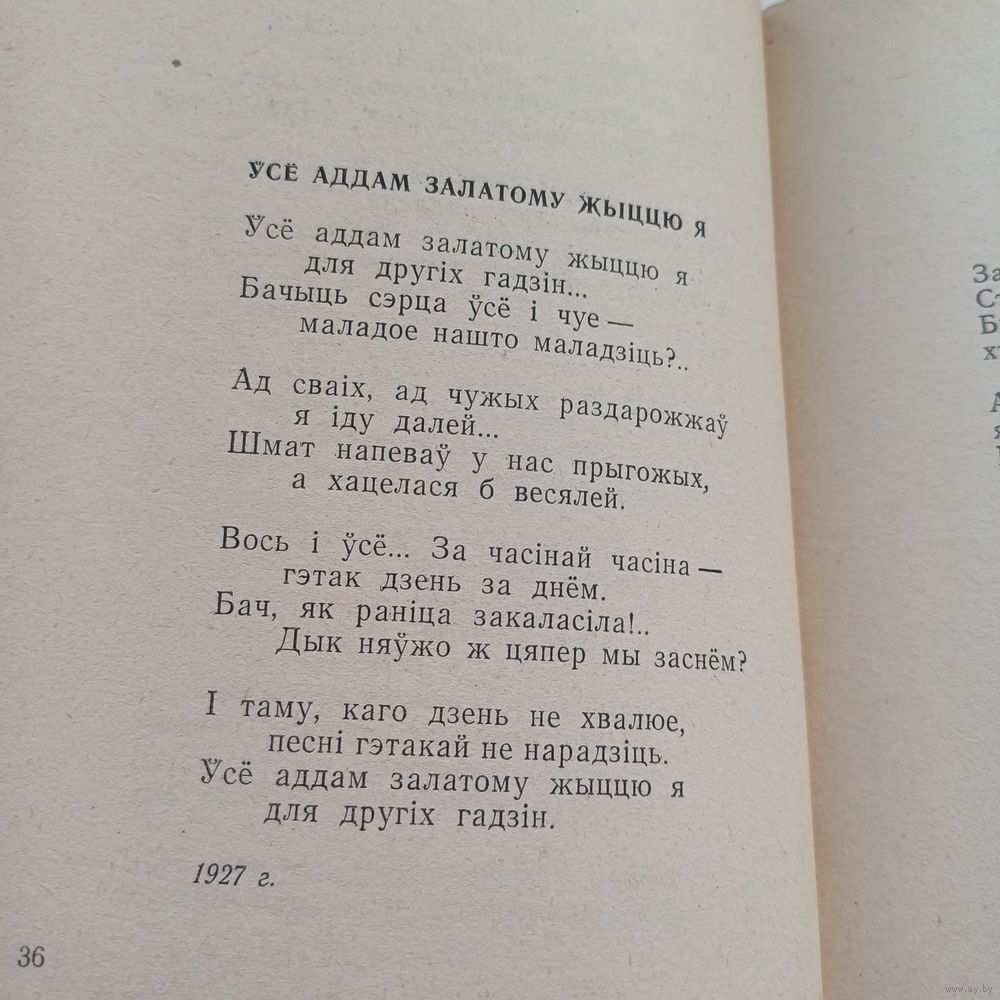 ЎСЁ АДДАМ ЗАЛАТОМУ ЖЫЦЦЮ Я
Ўсё аддам залатому жыццю я
для другіх гадзін...
Бачыць сэрца ўсё і чуе —
маладое нашто маладзіць?..
Ад сваіх, ад чужых раздарожжаў
я іду далей...
Шмат напеваў у нас прыгожых,
а хацелася б весялей.
Вось і ўсё... За часінай часіна —
гэтак дзень за днём.
Бач, як раніца закаласіла!..
Дык няўжо ж цяпер мы заснём?
І таму, каго дзень не хвалюе,
песні гэтакай не нарадзіць.
Ўсё аддам залатому жыццю я
для другіх гадзін.
1927 г.
36
www.ay.by